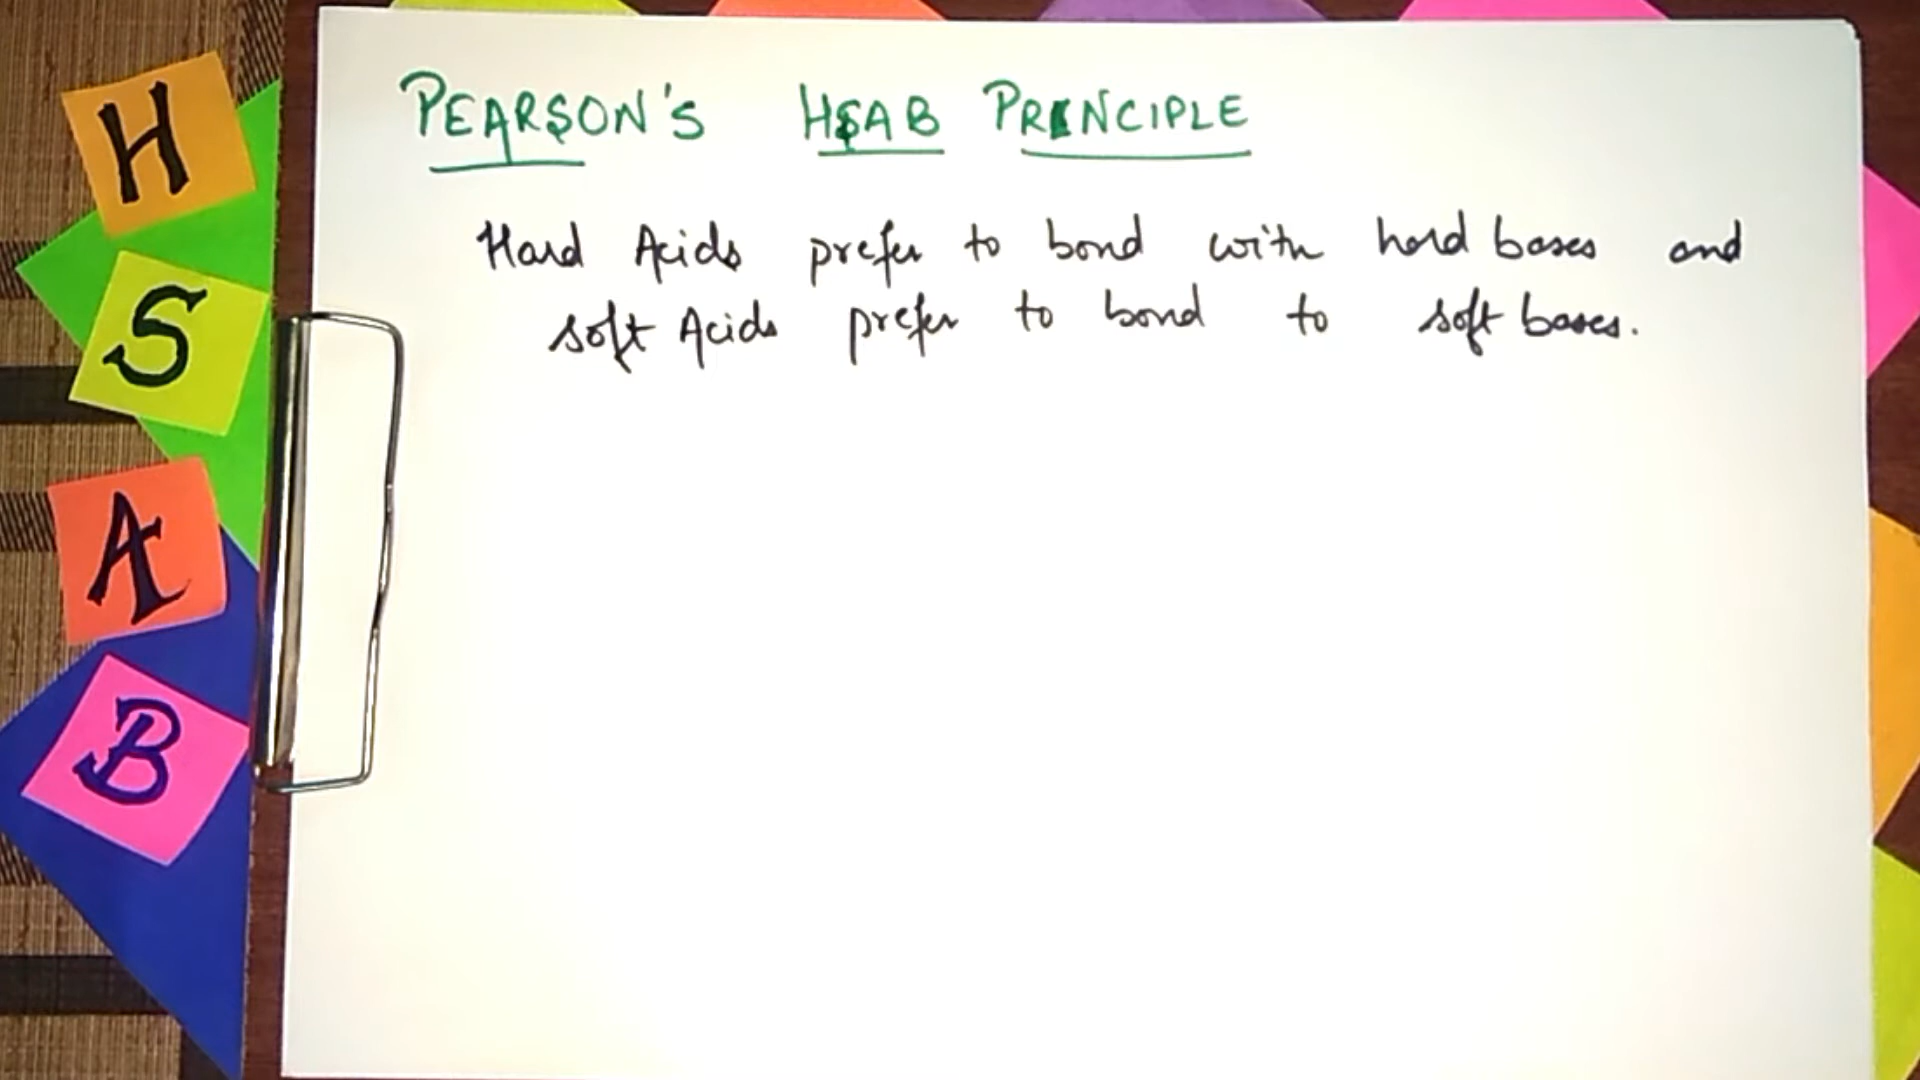 PEARSON'S HSAB PRINCIPLE
Hard Acids prefer to bond with hard bases and
soft Acids prefer to bond to soft bases.
H
S
A
B